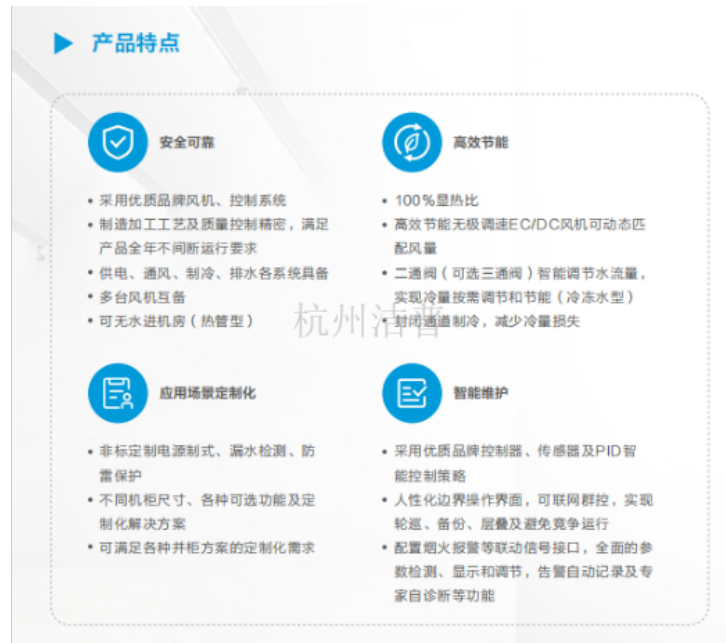 产品特点
安全可靠
• 采用优质品牌风机、控制系统
• 制造加工工艺及质量控制精密，满足
产品全年不间断运行要求
• 供电、通风、制冷、排水各系统具备
• 多台风机互备
• 可无水进机房（热管型）
高效节能
• 100%显热比
• 高效节能无极调速EC/DC风机可动态匹
配风量
• 二通阀（可选三通阀）智能调节水流量，
实现冷量按需调节和节能（冷冻水型）
• 封闭通道制冷，减少冷量损失
杭州洁普
应用场景定制化
• 非标定制电源制式、漏水检测、防
雷保护
• 不同机柜尺寸、各种可选功能及定
制化解决方案
• 可满足各种并柜方案的定制化需求
智能维护
• 采用优质品牌控制器、传感器及PID智
能控制策略
• 人性化边界操作界面，可联网群控，实现
轮巡、备份、层叠及避免竞争运行
• 配置烟火报警等联动信号接口，全面的参
数检测、显示和调节，告警自动记录及专
家自诊断等功能